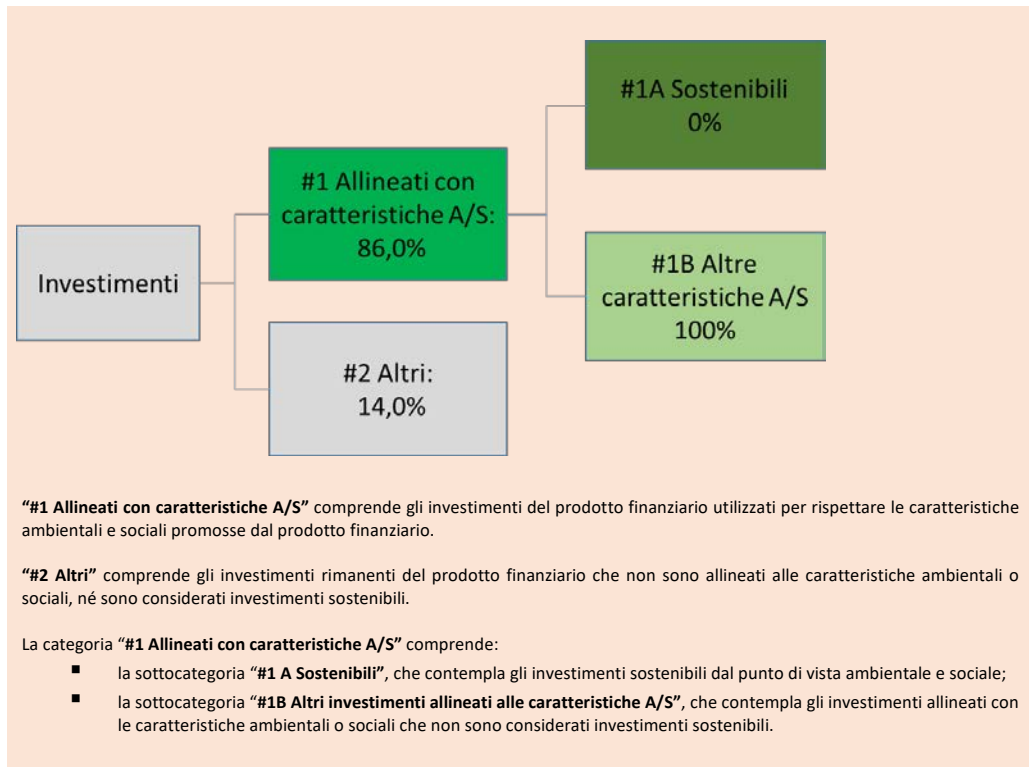 #1A Sostenibili
0%
#1 Allineati con
caratteristiche A/S:
86,0%
Investimenti
#1B Altre
caratteristiche A/S
100%
#2 Altri:
14,0%
“#1 Allineati con caratteristiche A/S” comprende gli investimenti del prodotto finanziario utilizzati per rispettare le caratteristiche
ambientali e sociali promosse dal prodotto finanziario.
“#2 Altri” comprende gli investimenti rimanenti del prodotto finanziario che non sono allineati alle caratteristiche ambientali o
sociali, né sono considerati investimenti sostenibili.
La categoria “#1 Allineati con caratteristiche A/S” comprende:
▪ la sottocategoria “#1 A Sostenibili”, che contempla gli investimenti sostenibili dal punto di vista ambientale e sociale;
▪ la sottocategoria “#1B Altri investimenti allineati alle caratteristiche A/S”, che contempla gli investimenti allineati con
le caratteristiche ambientali o sociali che non sono considerati investimenti sostenibili.